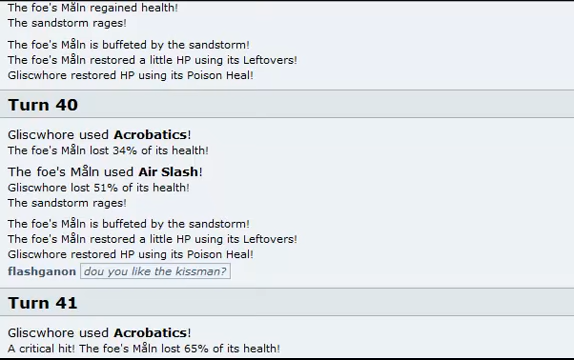 The foe's Måln regained health!
The sandstorm rages!
The foe's Måln is buffeted by the sandstorm!
The foe's Måln restored a little HP using its Leftovers!
Gliscwhore restored HP using its Poison Heal!
Turn 40
Gliscwhore used Acrobatics!
The foe's Måln lost 34% of its health!
The foe's Måln used Air Slash!
Gliscwhore lost 51% of its health!
The sandstorm rages!
The foe's Måln is buffeted by the sandstorm!
The foe's Måln restored a little HP using its Leftovers!
Gliscwhore restored HP using its Poison Heal!
flashganon dou you like the kissman?
Turn 41
Gliscwhore used Acrobatics!
A critical hit! The foe's Måln lost 65% of its health!